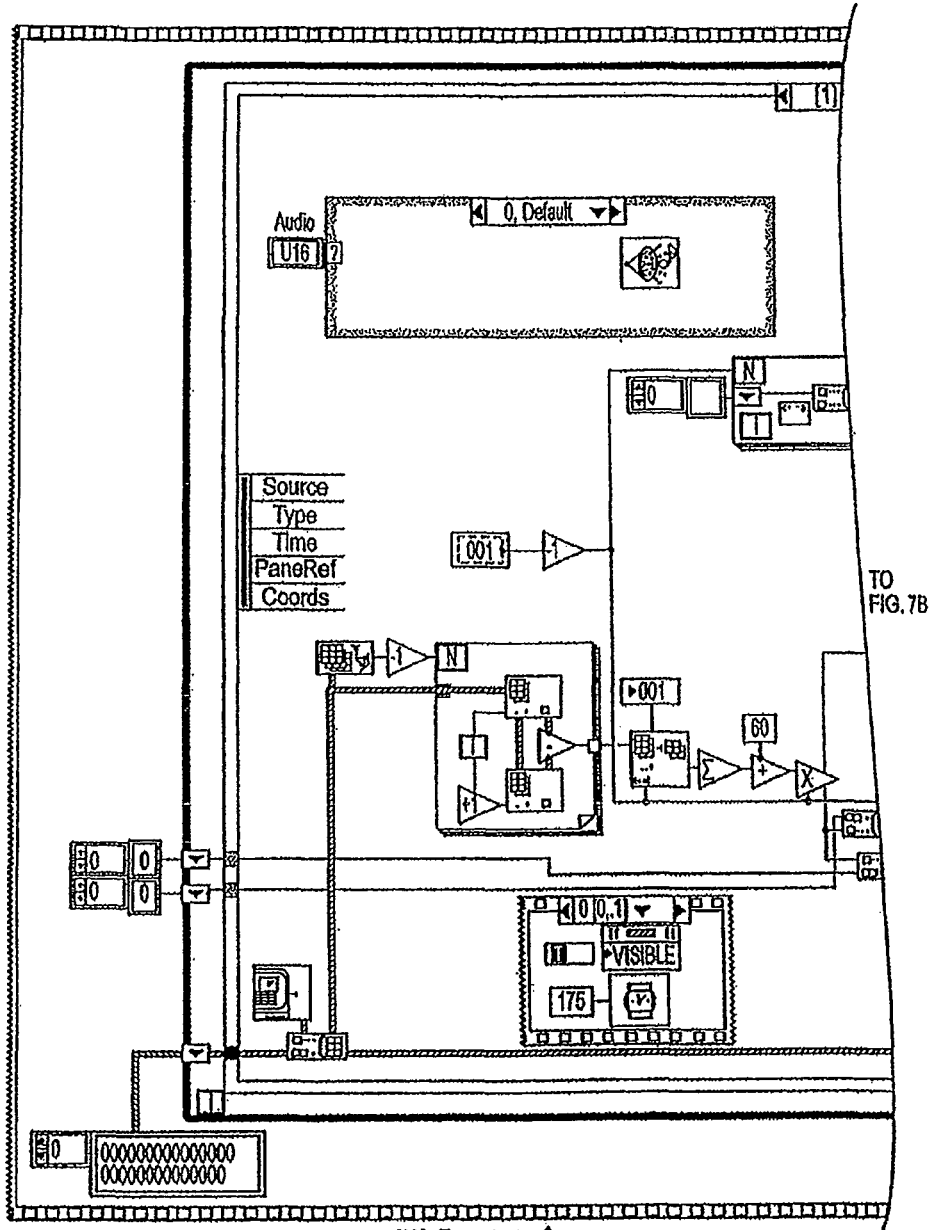 [1]
0, Default
Audio
U16
?
N
0
I
Source
Type
Time
PaneRef
Coords
001
-1
TO
FIG. 7B
-1
N
001
60
+1
Σ
+
X
0 0
0 0
0 [0..1]
VISIBLE
175
0
000000000000000
00000000000000